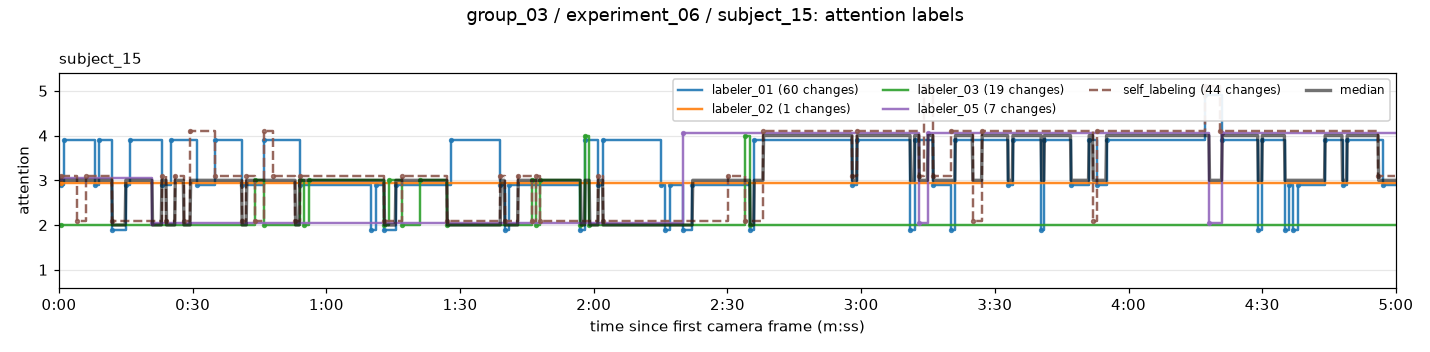 group_03 / experiment_06 / subject_15: attention labels
subject_15
labeler_01 (60 changes)
labeler_02 (1 changes)
labeler_03 (19 changes)
labeler_05 (7 changes)
self_labeling (44 changes)
median
attention
5
4
3
2
1
0:00 0:30 1:00 1:30 2:00 2:30 3:00 3:30 4:00 4:30 5:00
time since first camera frame (m:ss)